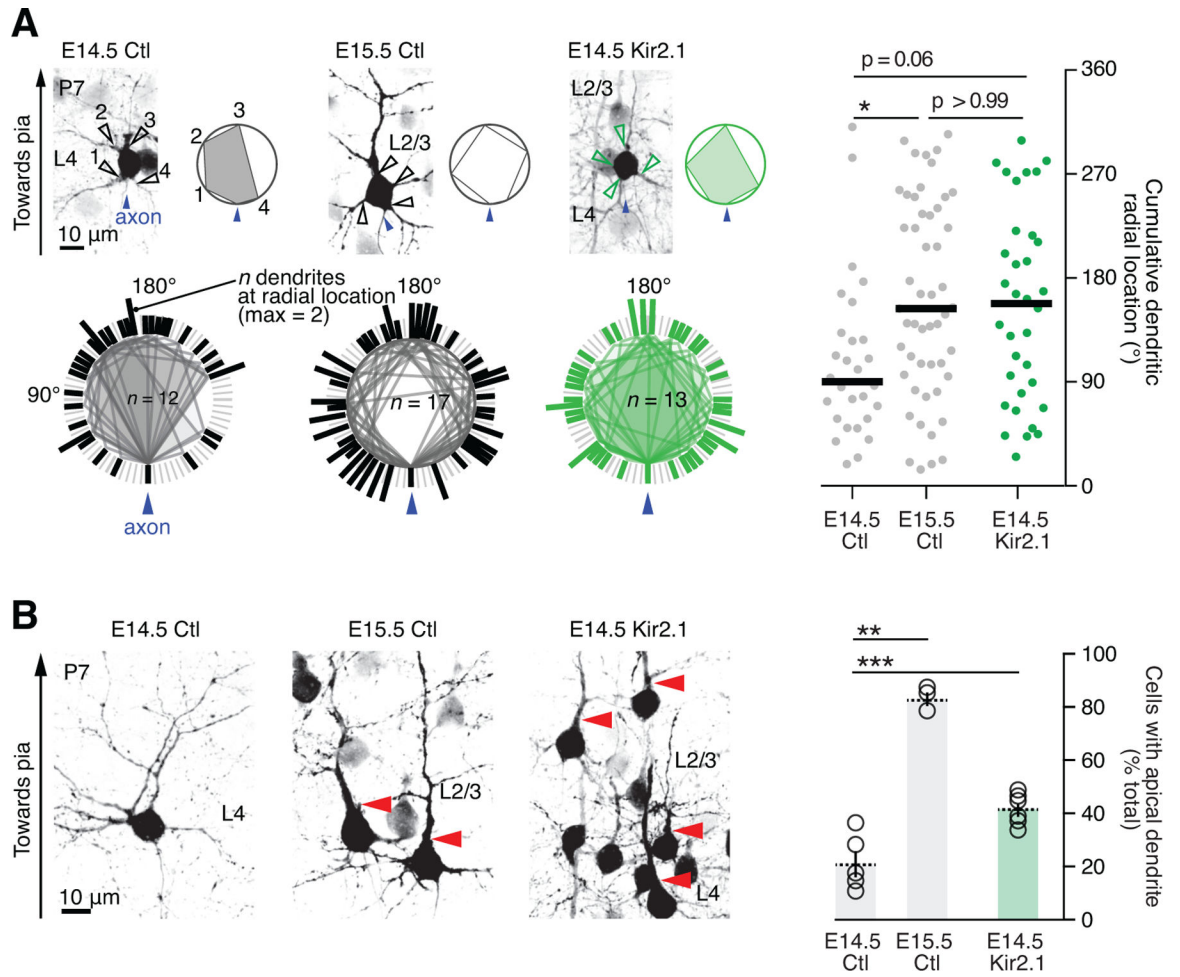 A
E14.5 Ctl
E15.5 Ctl
E14.5 Kir2.1
Towards pia
P7
L4
1
2
3
4
axon
10 µm
1
2
3
4
L2/3
L2/3
L4
180°
90°
n = 12
axon
n dendrites
at radial location
(max = 2)
180°
n = 17
180°
n = 13
p = 0.06
*
p > 0.99
360
270
180
90
0
Cumulative dendritic
radial location (°)
E14.5
Ctl
E15.5
Ctl
E14.5
Kir2.1
B
E14.5 Ctl
E15.5 Ctl
E14.5 Kir2.1
Towards pia
P7
L4
10 µm
L2/3
L2/3
L4
**
***
100
80
60
40
20
0
Cells with apical dendrite
(% total)
E14.5
Ctl
E15.5
Ctl
E14.5
Kir2.1